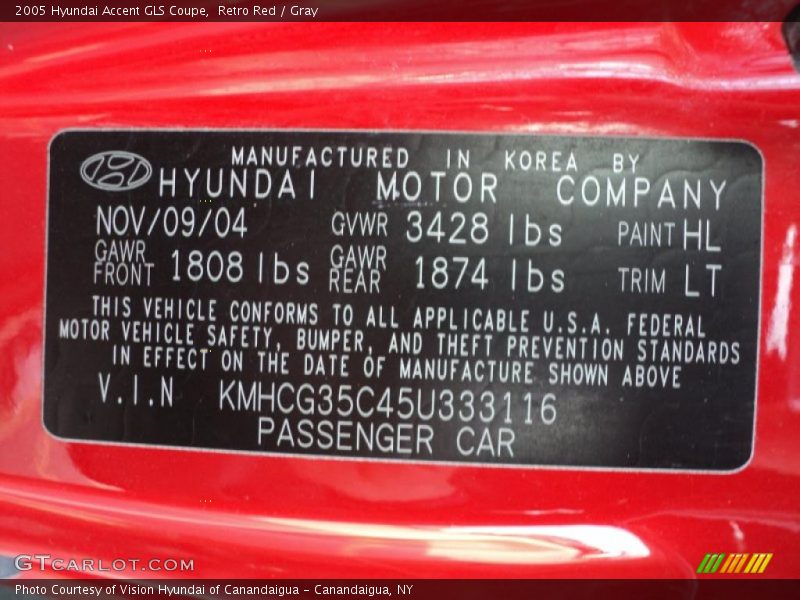 2005 Hyundai Accent GLS Coupe, Retro Red / Gray
MANUFACTURED IN KOREA BY
HYUNDAI MOTOR COMPANY
NOV/09/04 GVWR 3428 lbs PAINT HL
GAWR FRONT 1808 lbs GAWR REAR 1874 lbs TRIM LT
THIS VEHICLE CONFORMS TO ALL APPLICABLE U.S.A. FEDERAL
MOTOR VEHICLE SAFETY, BUMPER, AND THEFT PREVENTION STANDARDS
IN EFFECT ON THE DATE OF MANUFACTURE SHOWN ABOVE
V.I.N KMHCG35C45U333116
PASSENGER CAR
GTCARLOT.COM
Photo Courtesy of Vision Hyundai of Canandaigua - Canandaigua, NY